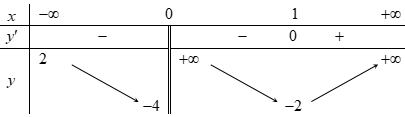 x −∞ 0 1 +∞
y′ − − 0 +
2 +∞ +∞
y
−4 −2